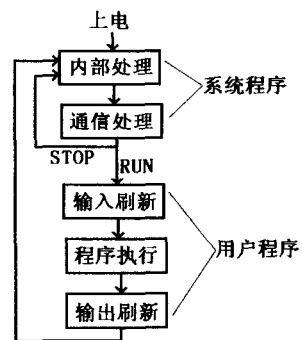 上电
内部处理
系统程序
通信处理
STOP
RUN
输入刷新
程序执行
用户程序
输出刷新